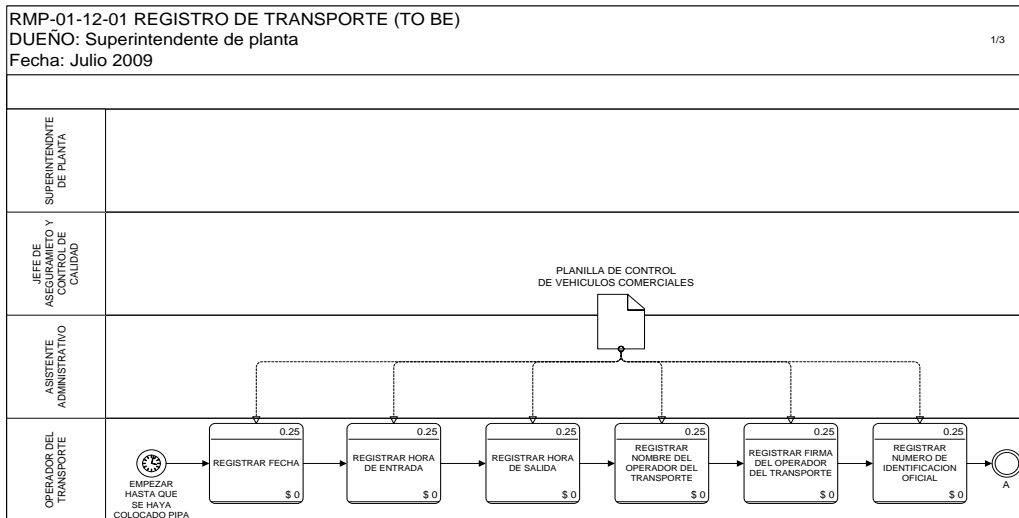 RMP-01-12-01 REGISTRO DE TRANSPORTE (TO BE)
DUEÑO: Superintendente de planta
Fecha: Julio 2009
1/3
SUPERINTENDNTE
DE PLANTA
JEFE DE
ASEGURAMIETO Y
CONTROL DE
CALIDAD
PLANILLA DE CONTROL
DE VEHICULOS COMERCIALES
ASISTENTE
ADMINISTRATIVO
OPERADOR DEL
TRANSPORTE
EMPEZAR
HASTA QUE
SE HAYA
COLOCADO PIPA
0.25
REGISTRAR FECHA
$ 0
0.25
REGISTRAR HORA
DE ENTRADA
$ 0
0.25
REGISTRAR HORA
DE SALIDA
$ 0
0.25
REGISTRAR
NOMBRE DEL
OPERADOR DEL
TRANSPORTE
$ 0
0.25
REGISTRAR FIRMA
DEL OPERADOR
DEL TRANSPORTE
$ 0
0.25
REGISTRAR
NUMERO DE
IDENTIFICACION
OFICIAL
$ 0
A